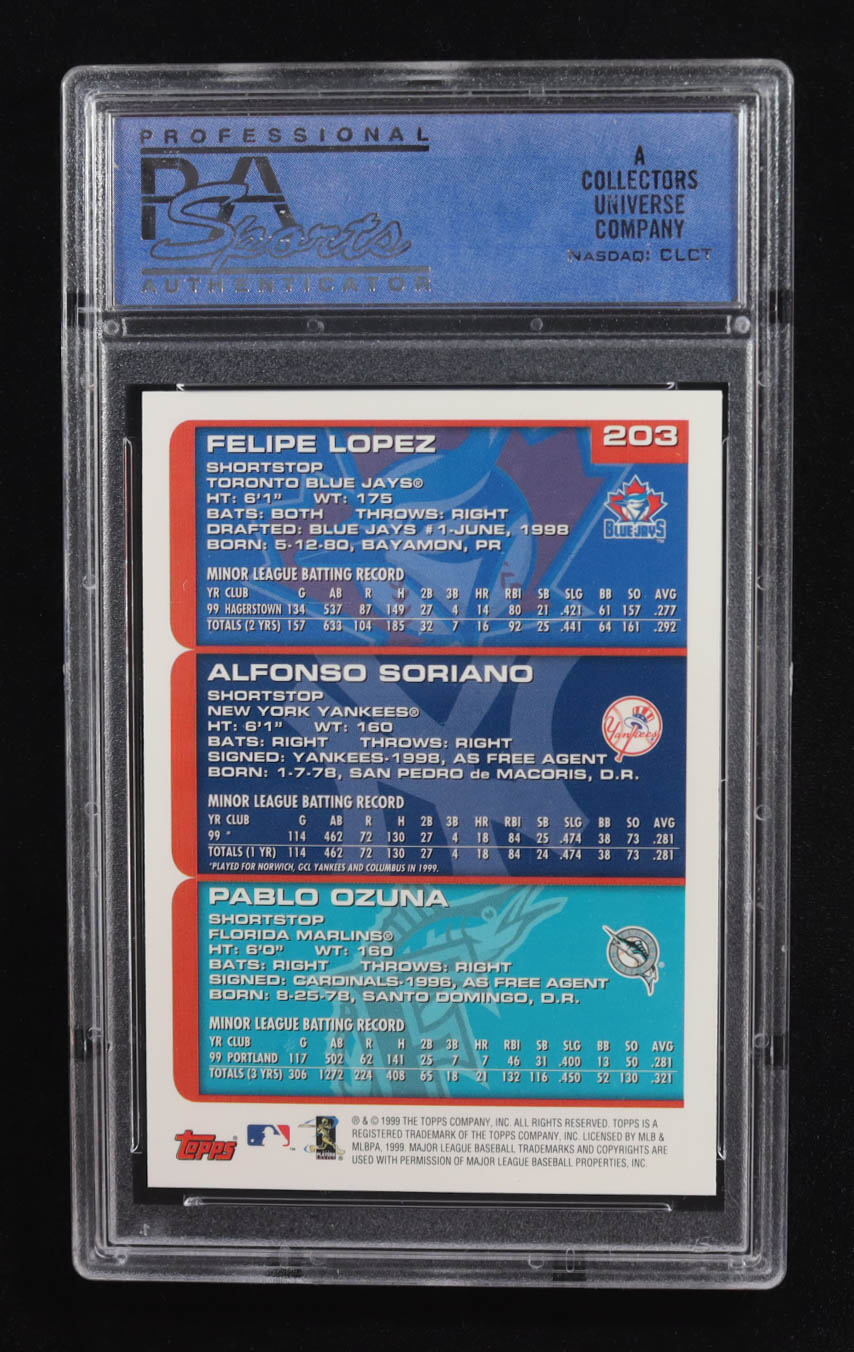 PROFESSIONAL
PSA
Sports
AUTHENTICATOR
A
COLLECTORS
UNIVERSE
COMPANY
NASDAQ: CLCT
203
FELIPE LOPEZ
SHORTSTOP
TORONTO BLUE JAYS®
HT: 6'1" WT: 175
BATS: BOTH THROWS: RIGHT
DRAFTED: BLUE JAYS #1-JUNE, 1998
BORN: 5-12-80, BAYAMON, PR
BLUE JAYS
MINOR LEAGUE BATTING RECORD
YR CLUB G AB R H 2B 3B HR RBI SB SLG BB SO AVG
99 HAGERSTOWN 134 537 87 149 27 4 14 80 21 .421 61 157 .277
TOTALS (2 YRS) 157 633 104 185 32 7 16 92 25 .441 64 161 .292
ALFONSO SORIANO
SHORTSTOP
NEW YORK YANKEES®
HT: 6'1" WT: 160
BATS: RIGHT THROWS: RIGHT
SIGNED: YANKEES-1998, AS FREE AGENT
BORN: 1-7-78, SAN PEDRO de MACORIS, D.R.
Yankees
MINOR LEAGUE BATTING RECORD
YR CLUB G AB R H 2B 3B HR RBI SB SLG BB SO AVG
99 * 114 462 72 130 27 4 18 84 25 .474 38 73 .281
TOTALS (1 YR) 114 462 72 130 27 4 18 84 24 .474 38 73 .281
*PLAYED FOR NORWICH, GCL YANKEES AND COLUMBUS IN 1999.
PABLO OZUNA
SHORTSTOP
FLORIDA MARLINS®
HT: 6'0" WT: 160
BATS: RIGHT THROWS: RIGHT
SIGNED: CARDINALS-1996, AS FREE AGENT
BORN: 8-25-78, SANTO DOMINGO, D.R.
MINOR LEAGUE BATTING RECORD
YR CLUB G AB R H 2B 3B HR RBI SB SLG BB SO AVG
99 PORTLAND 117 502 62 141 25 7 7 46 31 .400 13 50 .281
TOTALS (3 YRS) 306 1272 224 408 65 18 21 132 116 .450 52 130 .321
Topps
® & © 1999 THE TOPPS COMPANY, INC. ALL RIGHTS RESERVED. TOPPS IS A
REGISTERED TRADEMARK OF THE TOPPS COMPANY, INC. LICENSED BY MLB &
MLBPA, 1999. MAJOR LEAGUE BASEBALL TRADEMARKS AND COPYRIGHTS ARE
USED WITH PERMISSION OF MAJOR LEAGUE BASEBALL PROPERTIES, INC.